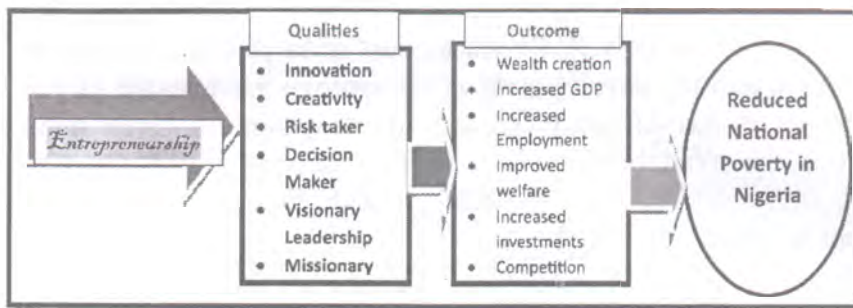 Entrepreneurship
Qualities
• Innovation
• Creativity
• Risk taker
• Decision
Maker
• Visionary
Leadership
• Missionary
Outcome
• Wealth creation
• Increased GDP
• Increased
Employment
• Improved
welfare
• Increased
investments
• Competition
Reduced
National
Poverty in
Nigeria